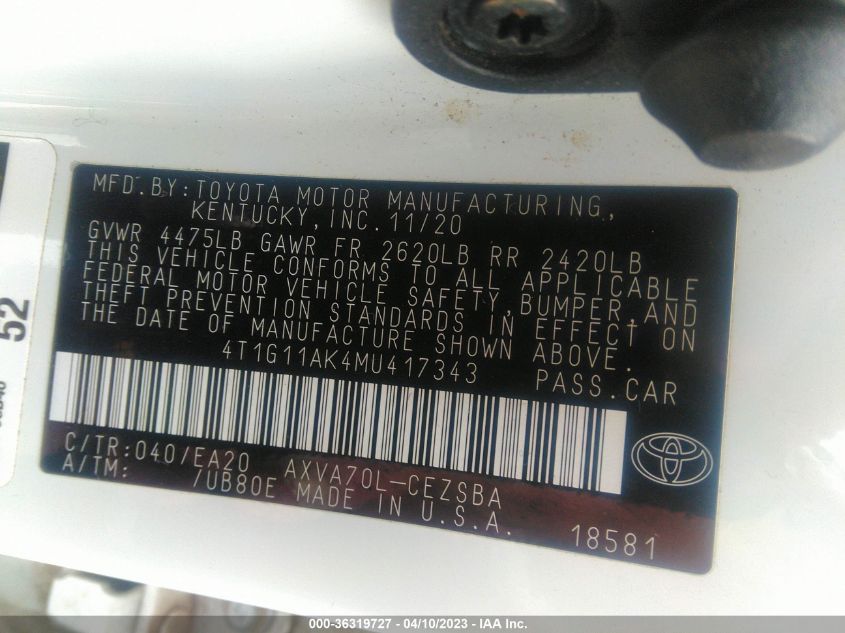 MFD.BY:TOYOTA MOTOR MANUFACTURING,
KENTUCKY,INC. 11/20
GVWR 4475LB GAWR FR 2620LB RR 2420LB
THIS VEHICLE CONFORMS TO ALL APPLICABLE
FEDERAL MOTOR VEHICLE SAFETY,BUMPER,AND
THEFT PREVENTION STANDARDS IN EFFECT ON
THE DATE OF MANUFACTURE SHOWN ABOVE.
4T1G11AK4MU417343 PASS.CAR
C/TR:040/EA20 AXVA70L-CEZSBA
A/TM: /UB80E MADE IN U.S.A.
18581
52
000-36319727 - 04/10/2023 - IAA Inc.